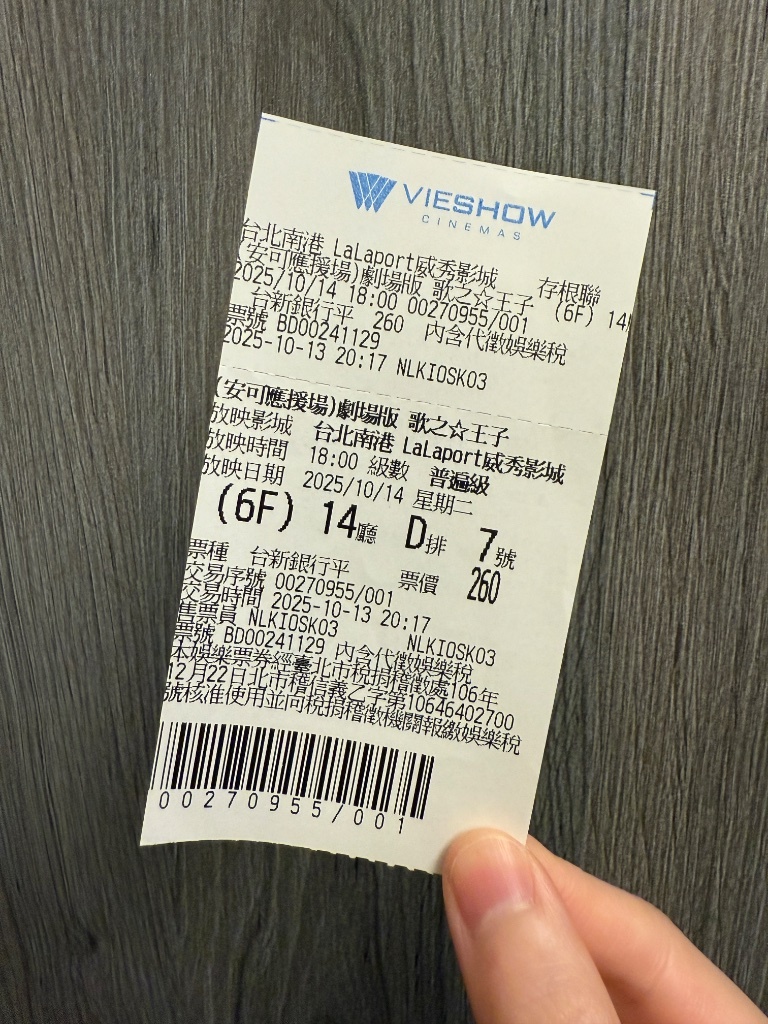 VIESHOW
CINEMAS
台北南港 LaLaport威秀影城 存根聯
(安可應援場)劇場版 歌之☆王子 (6F) 14
2025/10/14 18:00 00270955/001
台新銀行平 260 內含代徵娛樂稅
票號 BD00241129
2025-10-13 20:17 NLKIOSK03
(安可應援場)劇場版 歌之☆王子
放映影城 台北南港 LaLaport威秀影城
放映時間 18:00 級數 普遍級
放映日期 2025/10/14 星期二
(6F) 14廳 D排 7號
票種 台新銀行平 票價 260
交易序號 00270955/001
交易時間 2025-10-13 20:17
售票員 NLKIOSK03 NLKIOSK03
票號 BD00241129 內含代徵娛樂稅
本娛樂票券經臺北市稅捐稽徵處106年
12月22日北市稽信義乙字第10646402700
號核准使用並向稅捐稽徵機關報繳娛樂稅
00270955/001